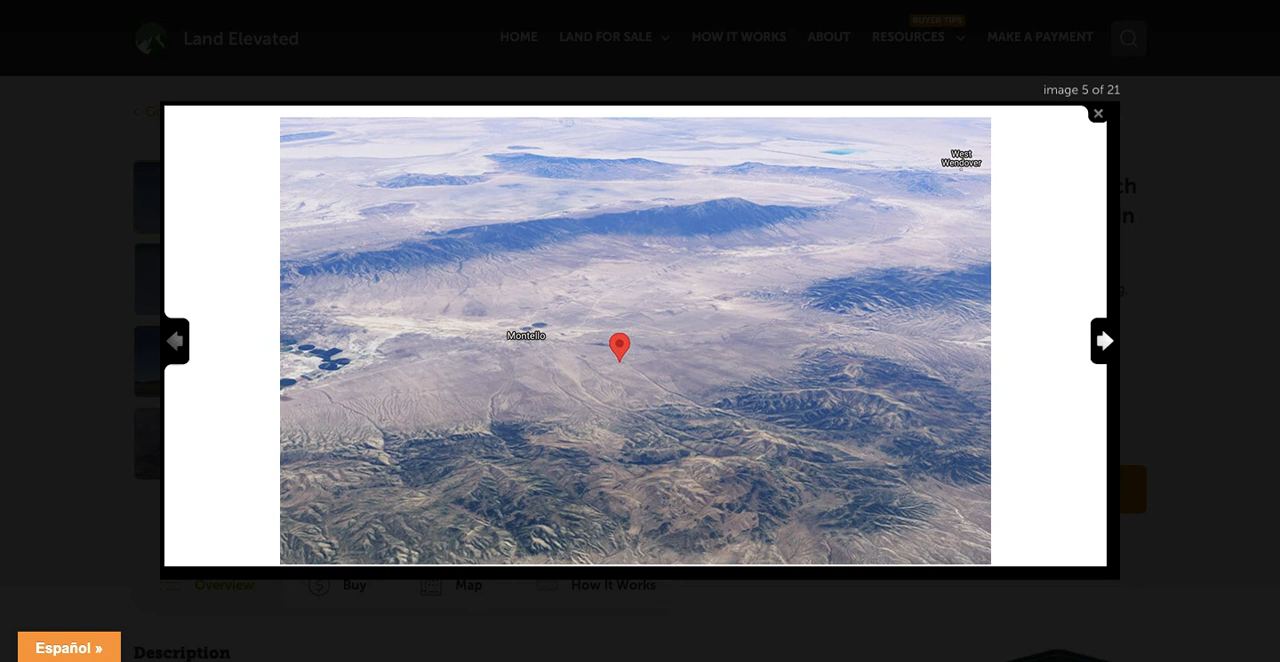 Land Elevated
BUYER TIPS
HOME LAND FOR SALE HOW IT WORKS ABOUT RESOURCES MAKE A PAYMENT
image 5 of 21
West
Wendover
Montello
Overview Buy Map How It Works
Español »
Description